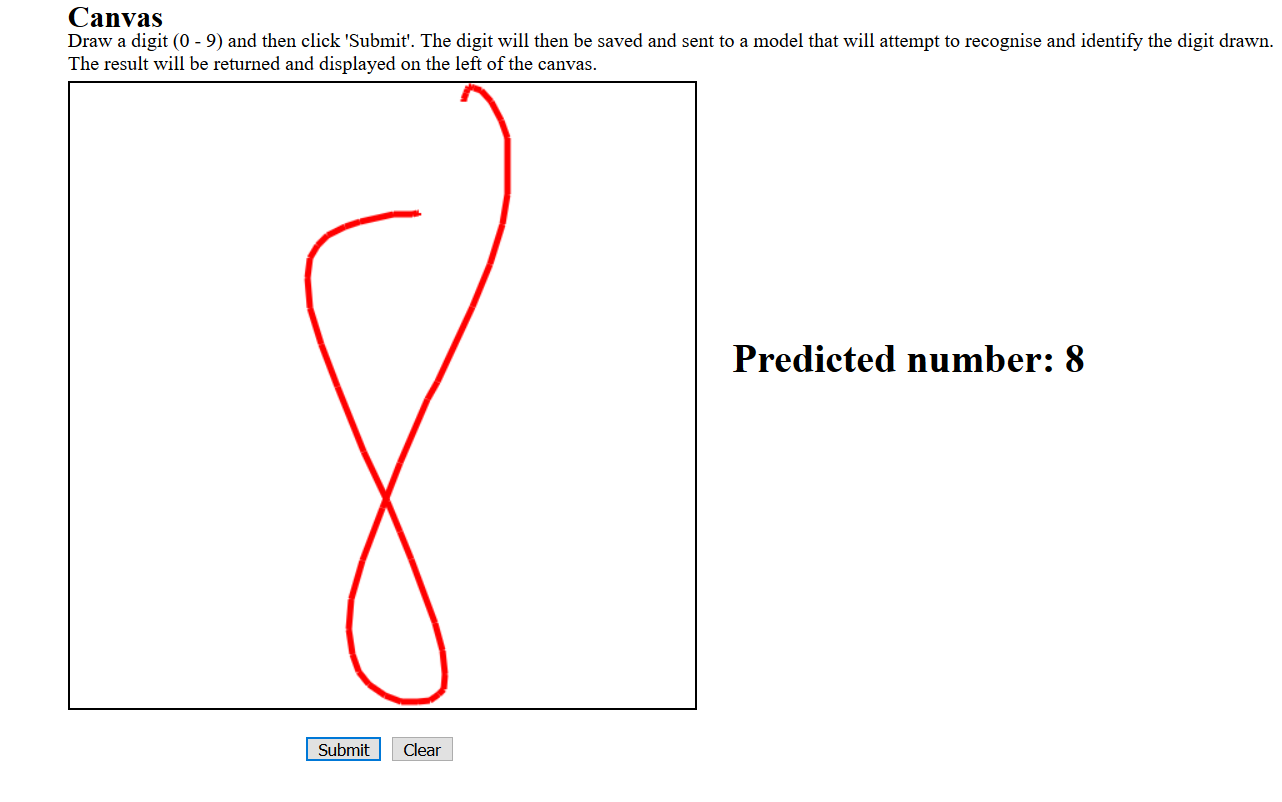 Canvas
Draw a digit (0 - 9) and then click 'Submit'. The digit will then be saved and sent to a model that will attempt to recognise and identify the digit drawn.
The result will be returned and displayed on the left of the canvas.
8
Predicted number: 8
Submit Clear